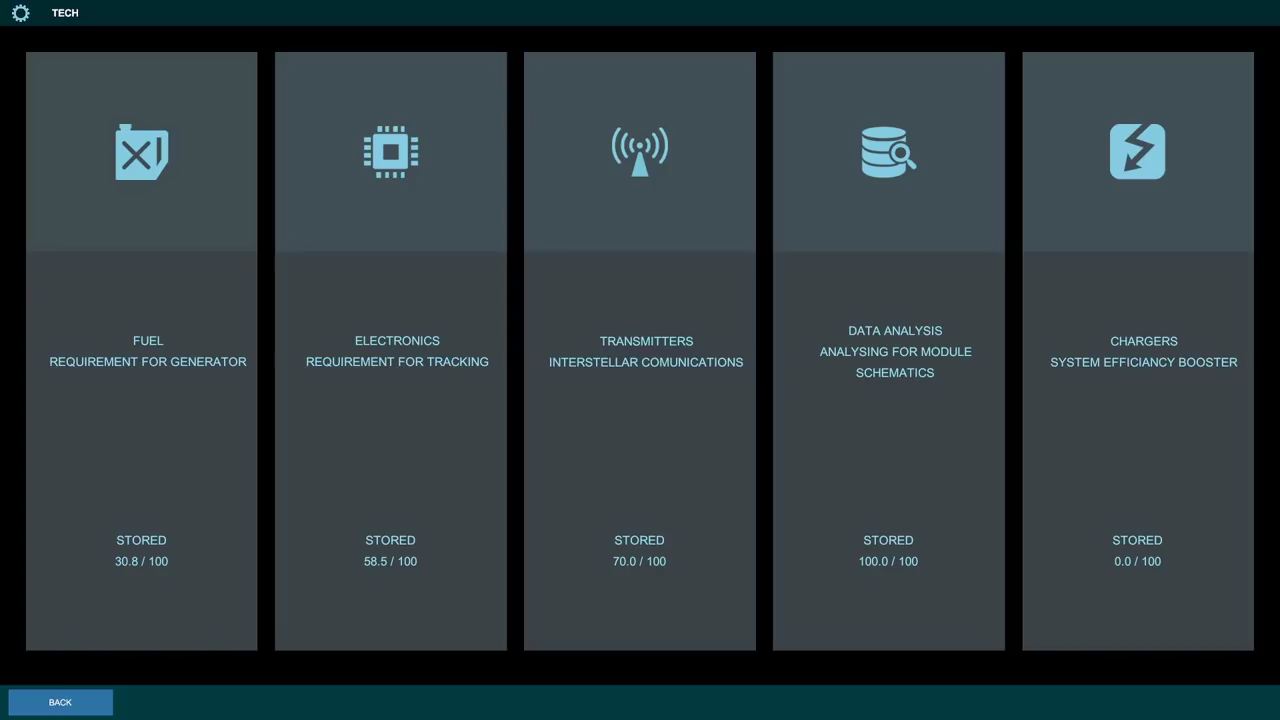 TECH
FUEL
REQUIREMENT FOR GENERATOR
STORED
30.8 / 100
ELECTRONICS
REQUIREMENT FOR TRACKING
STORED
58.5 / 100
TRANSMITTERS
INTERSTELLAR COMUNICATIONS
STORED
70.0 / 100
DATA ANALYSIS
ANALYSING FOR MODULE
SCHEMATICS
STORED
100.0 / 100
CHARGERS
SYSTEM EFFICIANCY BOOSTER
STORED
0.0 / 100
BACK